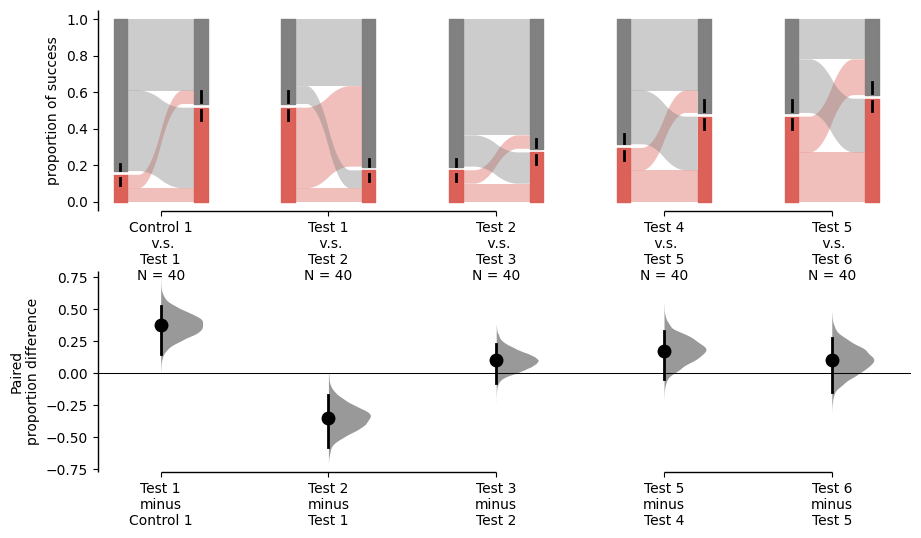 1.0
0.8
0.6
0.4
0.2
0.0
proportion of success
Control 1
v.s.
Test 1
N = 40
Test 1
v.s.
Test 2
N = 40
Test 2
v.s.
Test 3
N = 40
Test 4
v.s.
Test 5
N = 40
Test 5
v.s.
Test 6
N = 40
0.75
0.50
0.25
0.00
−0.25
−0.50
−0.75
Paired
proportion difference
Test 1
minus
Control 1
Test 2
minus
Test 1
Test 3
minus
Test 2
Test 5
minus
Test 4
Test 6
minus
Test 5